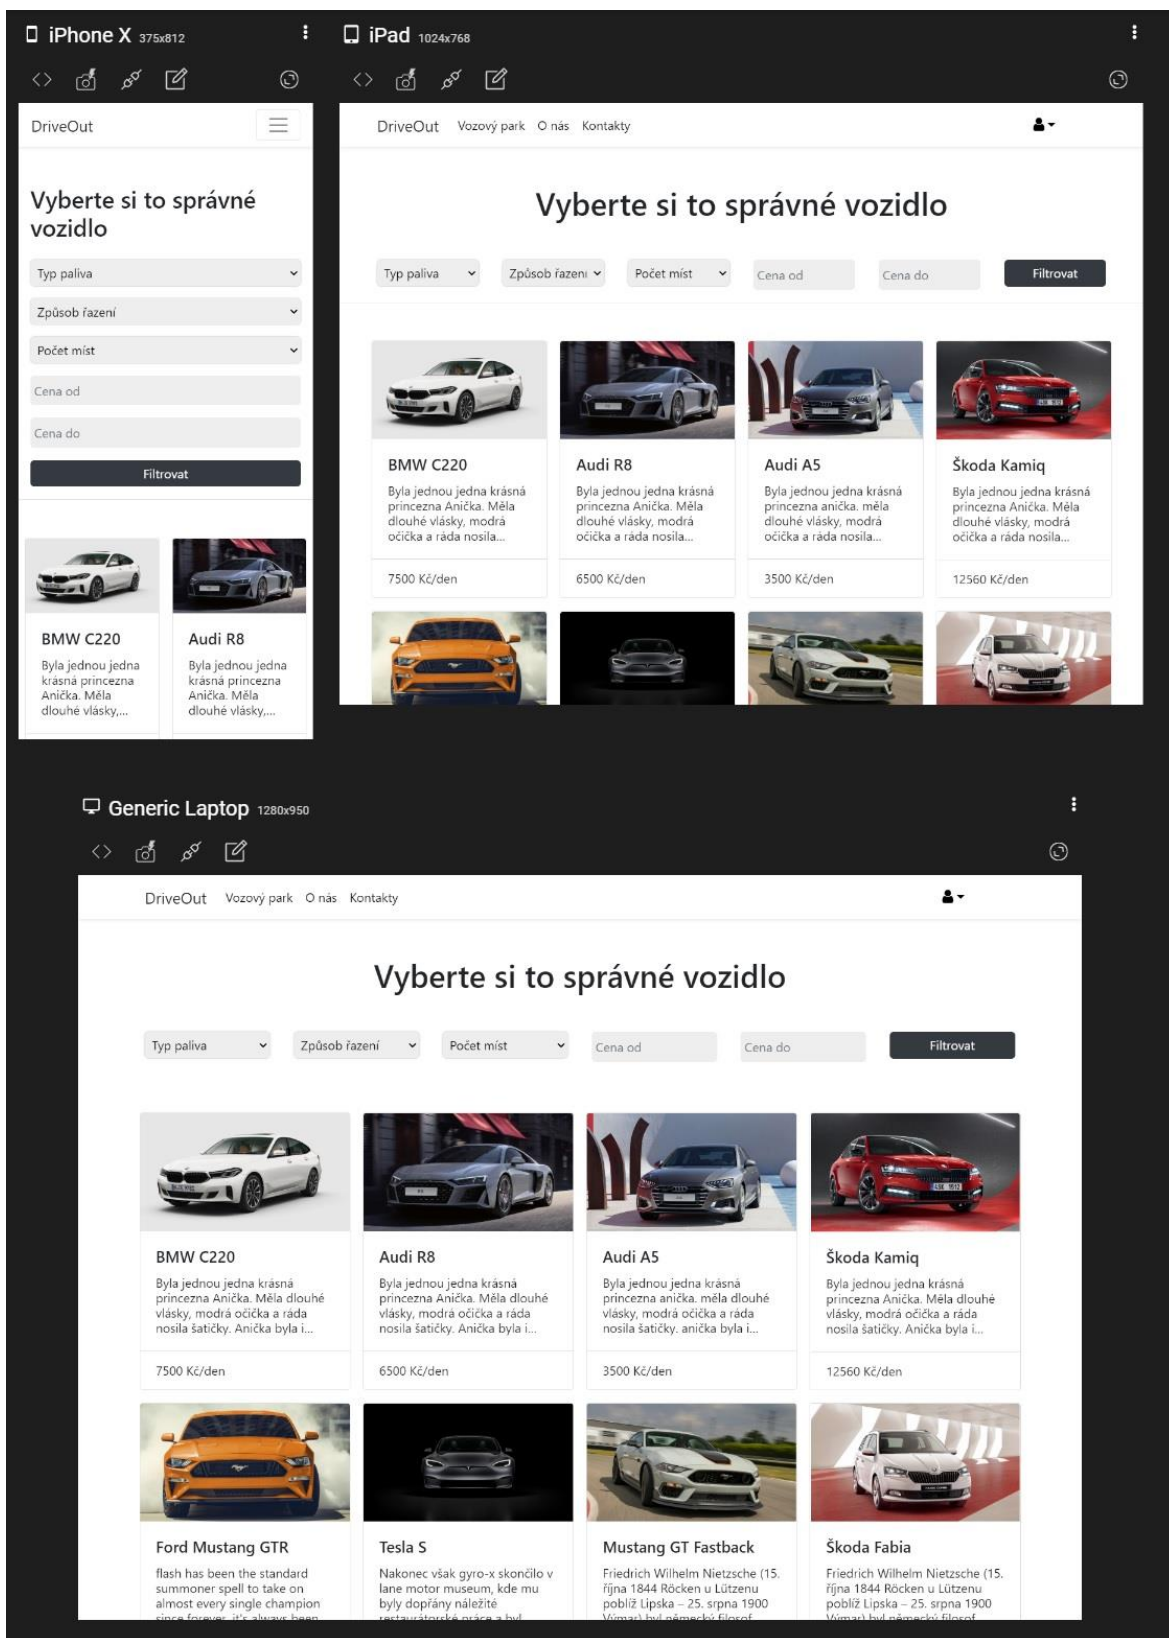 iPhone X 375x812
DriveOut
Vyberte si to správné
vozidlo
Typ paliva
Způsob řazení
Počet míst
Cena od
Cena do
Filtrovat
BMW C220
Byla jednou jedna
krásná princezna
Anička. Měla
dlouhé vlásky,...
Audi R8
Byla jednou jedna
krásná princezna
Anička. Měla
dlouhé vlásky,...
iPad 1024x768
DriveOut Vozový park O nás Kontakty
Vyberte si to správné vozidlo
Typ paliva Způsob řazení Počet míst Cena od Cena do Filtrovat
BMW C220
Byla jednou jedna krásná
princezna Anička. Měla
dlouhé vlásky, modrá
očička a ráda nosila...
7500 Kč/den
Audi R8
Byla jednou jedna krásná
princezna Anička. Měla
dlouhé vlásky, modrá
očička a ráda nosila...
6500 Kč/den
Audi A5
Byla jednou jedna krásná
princezna anička. měla
dlouhé vlásky, modrá
očička a ráda nosila...
3500 Kč/den
Škoda Kamiq
Byla jednou jedna krásná
princezna Anička. Měla
dlouhé vlásky, modrá
očička a ráda nosila...
12560 Kč/den
Generic Laptop 1280x950
DriveOut Vozový park O nás Kontakty
Vyberte si to správné vozidlo
Typ paliva Způsob řazení Počet míst Cena od Cena do Filtrovat
BMW C220
Byla jednou jedna krásná
princezna Anička. Měla dlouhé
vlásky, modrá očička a ráda
nosila šatičky. Anička byla i...
7500 Kč/den
Audi R8
Byla jednou jedna krásná
princezna Anička. Měla dlouhé
vlásky, modrá očička a ráda
nosila šatičky. Anička byla i...
6500 Kč/den
Audi A5
Byla jednou jedna krásná
princezna anička. měla dlouhé
vlásky, modrá očička a ráda
nosila šatičky. anička byla i...
3500 Kč/den
Škoda Kamiq
Byla jednou jedna krásná
princezna Anička. Měla dlouhé
vlásky, modrá očička a ráda
nosila šatičky. Anička byla i...
12560 Kč/den
Ford Mustang GTR
flash has been the standard
summoner spell to take on
almost every single champion
since forever. it's always been
Tesla S
Nakonec však gyro-x skončilo v
lane motor museum, kde mu
byly dopřány náležité
restaurátorské práce a byl
Mustang GT Fastback
Friedrich Wilhelm Nietzsche (15.
října 1844 Röcken u Lützenu
poblíž Lipska – 25. srpna 1900
Výmar) byl německý filosof
Škoda Fabia
Friedrich Wilhelm Nietzsche (15.
října 1844 Röcken u Lützenu
poblíž Lipska – 25. srpna 1900
Výmar) byl německý filosof